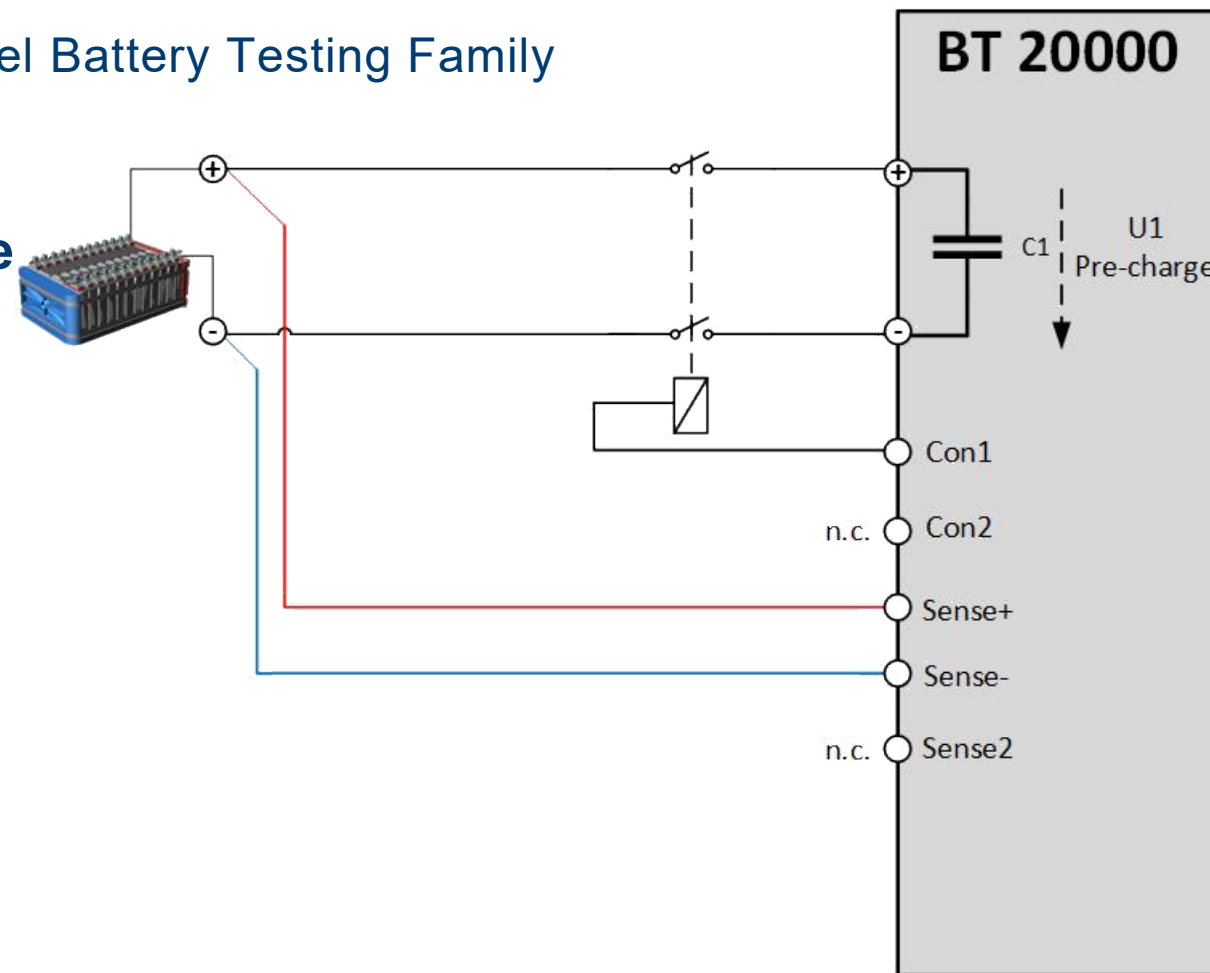 el Battery Testing Family
BT 20000
+
+
e
C1
U1
Pre-charge
-
-
Con1
n.c.
Con2
Sense+
Sense-
n.c.
Sense2